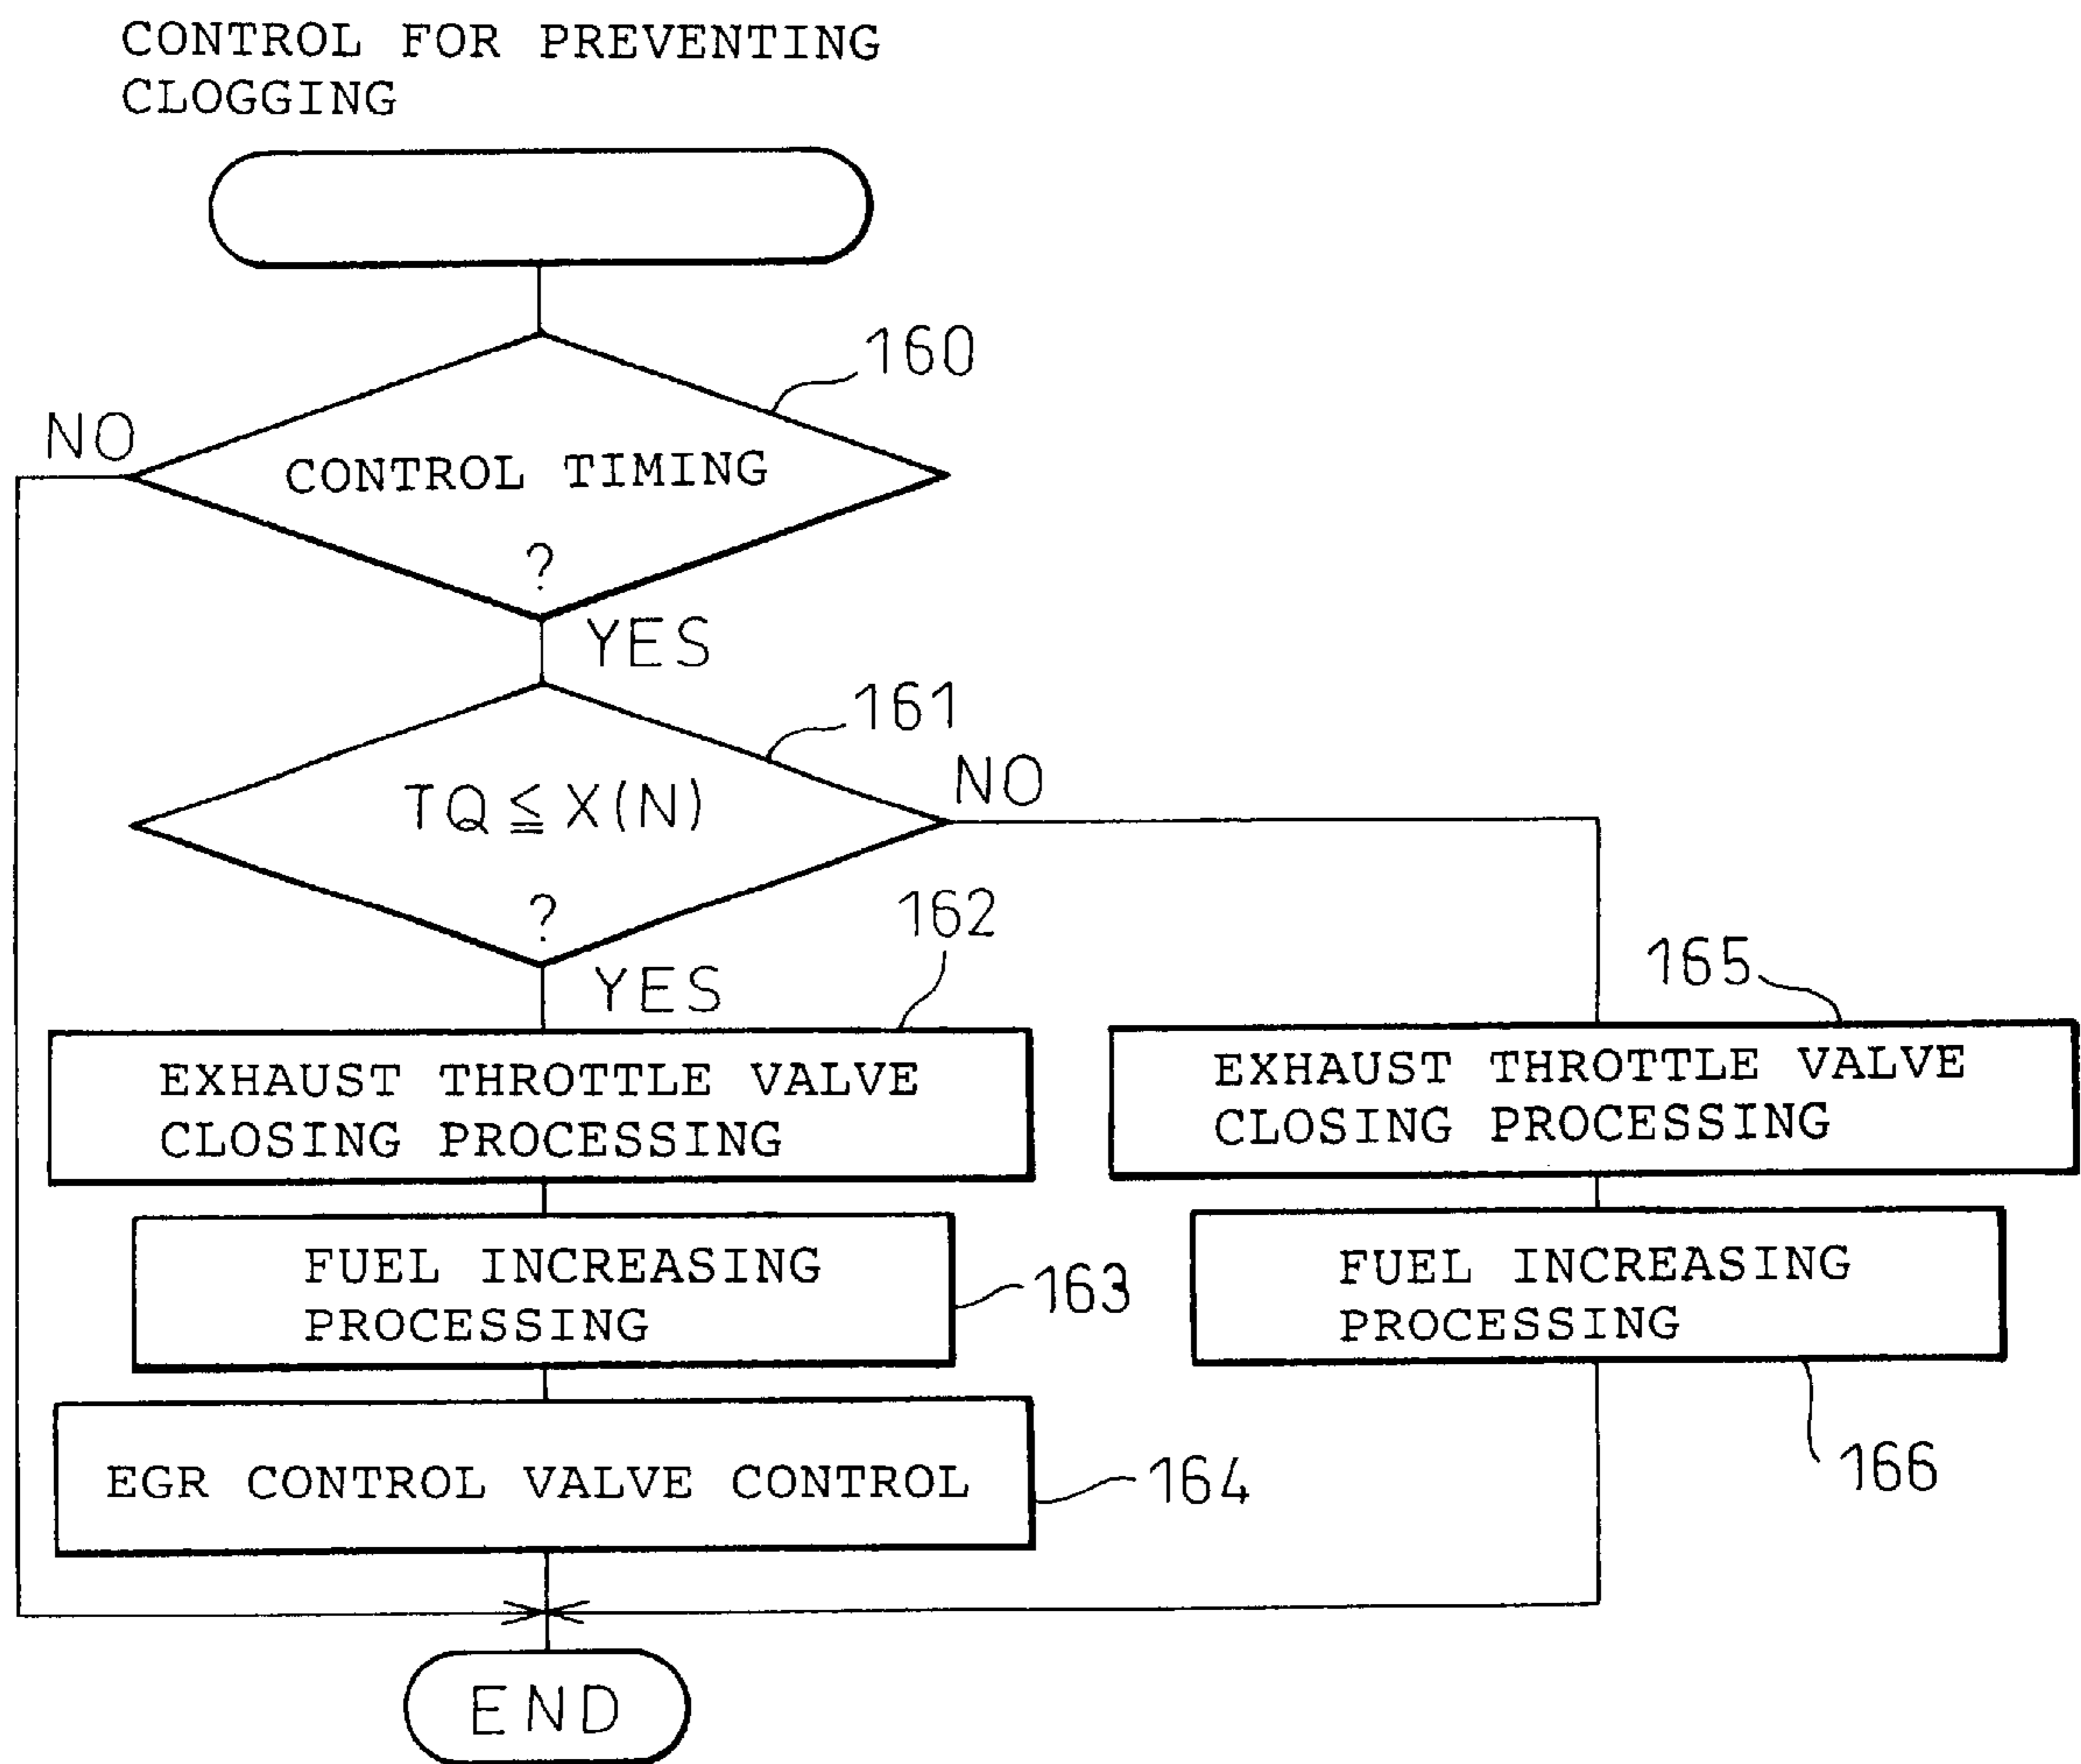 CONTROL FOR PREVENTING
CLOGGING
160
NO
CONTROL TIMING
?
YES
161
NO
TQ ≦ X(N)
?
YES
162
165
EXHAUST THROTTLE VALVE
CLOSING PROCESSING
EXHAUST THROTTLE VALVE
CLOSING PROCESSING
FUEL INCREASING
PROCESSING
163
FUEL INCREASING
PROCESSING
EGR CONTROL VALVE CONTROL
164
166
END